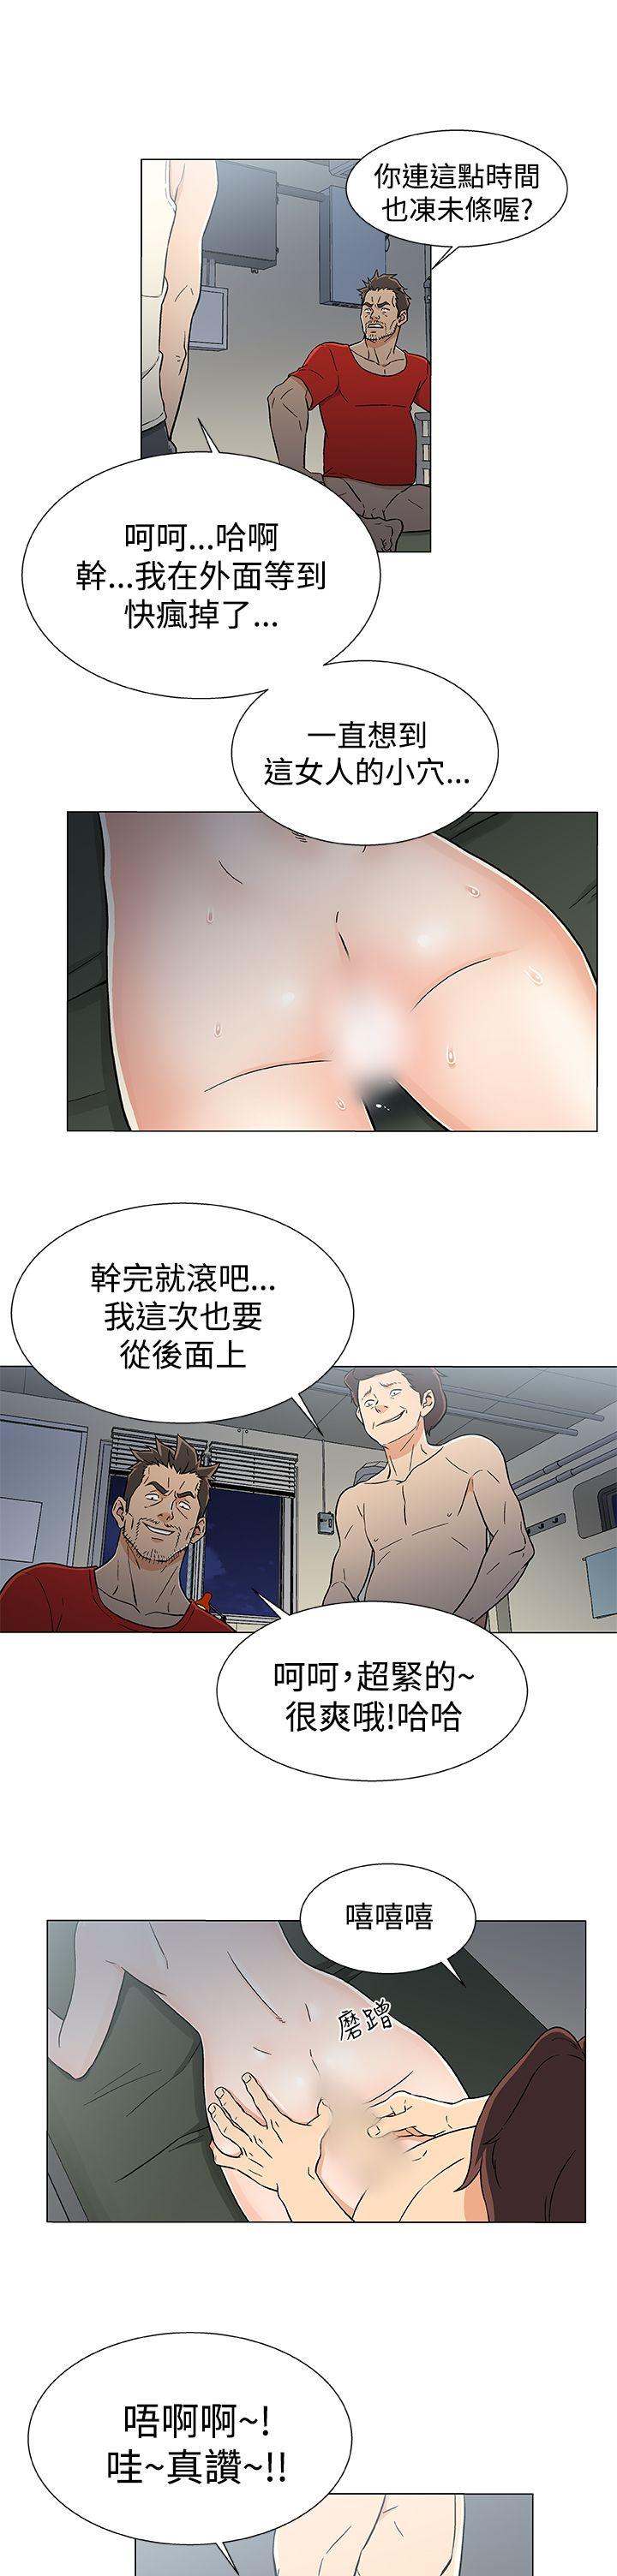 你連這點時間
也凍未條喔?
呵呵...哈啊
幹...我在外面等到
快瘋掉了...
一直想到
這女人的小穴...
幹完就滾吧...
我這次也要
從後面上
呵呵,超緊的~
很爽哦!哈哈
嘻嘻嘻
磨蹭
唔啊啊~!
哇~真讚~!!